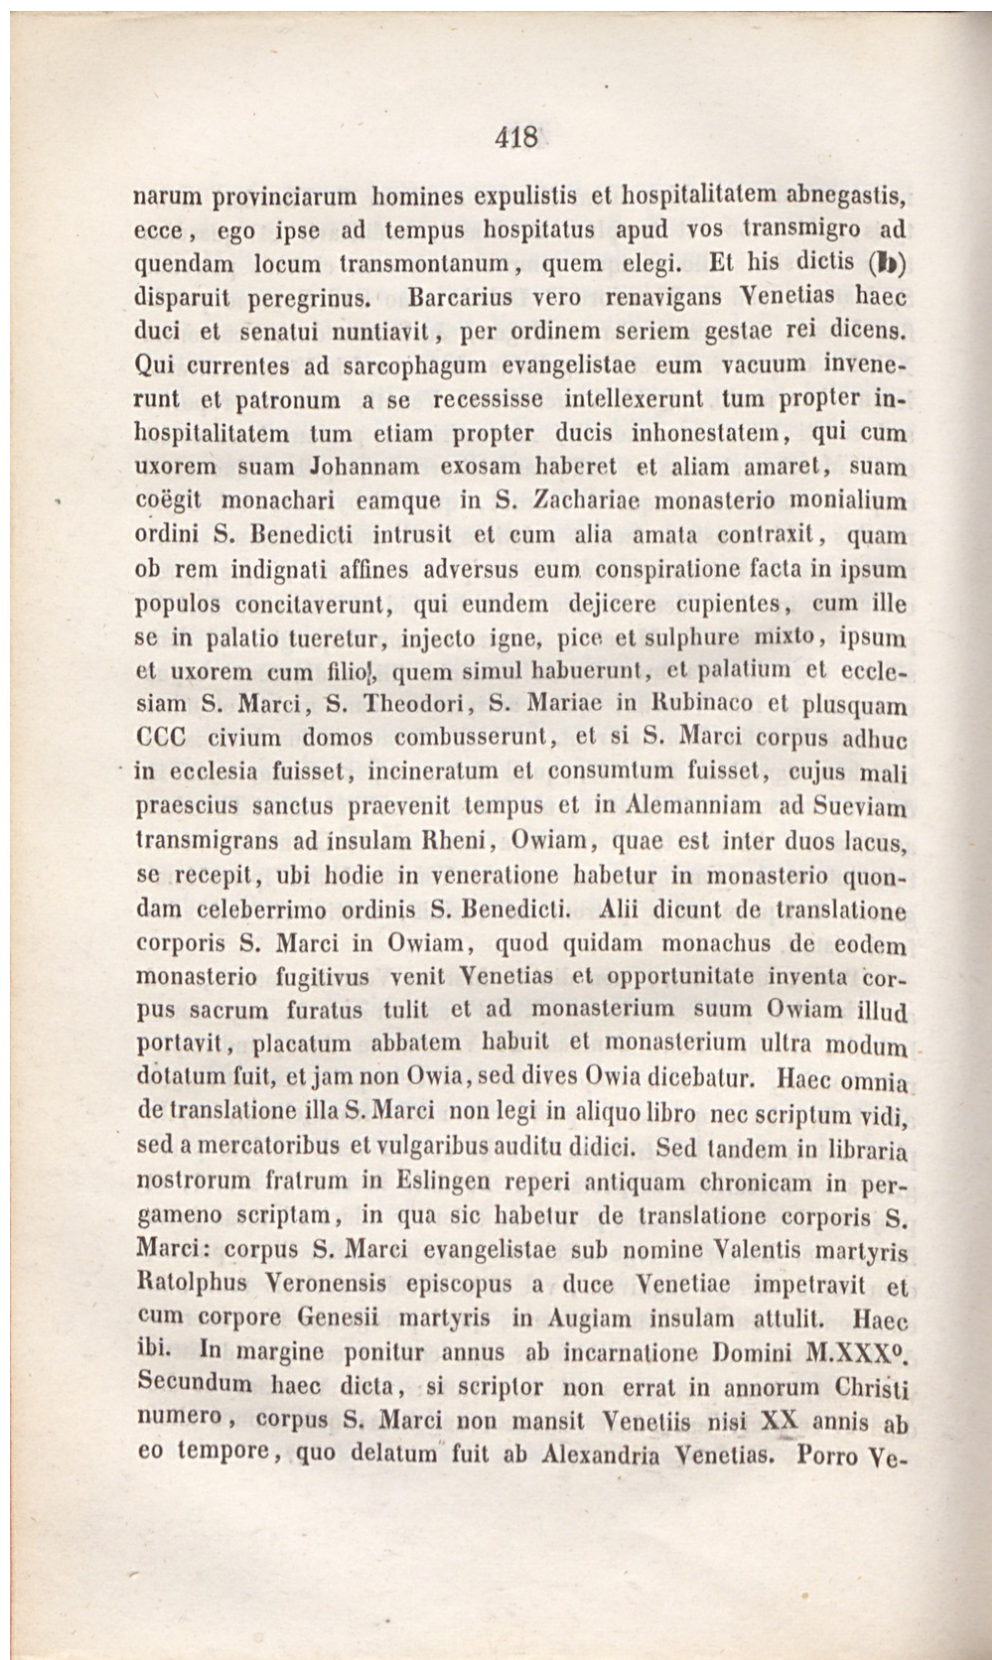 418
narum provinciarum homines expulistis et hospitalitatem abnegastis,
ecce, ego ipse ad tempus hospitatus apud vos transmigro ad
quendam locum transmontanum, quem elegi. Et his dictis (b)
disparuit peregrinus. Barcarius vero renavigans Venetias haec
duci et senatui nuntiavit, per ordinem seriem gestae rei dicens.
Qui currentes ad sarcophagum evangelistae eum vacuum invene-
runt et patronum a se recessisse intellexerunt tum propter in-
hospitalitatem tum etiam propter ducis inhonestatem, qui cum
uxorem suam Johannam exosam haberet et aliam amaret, suam
coëgit monachari eamque in S. Zachariae monasterio monialium
ordini S. Benedicti intrusit et cum alia amata contraxit, quam
ob rem indignati affines adversus eum conspiratione facta in ipsum
populos concitaverunt, qui eundem dejicere cupientes, cum ille
se in palatio tueretur, injecto igne, pice et sulphure mixto, ipsum
et uxorem cum filio, quem simul habuerunt, et palatium et eccle-
siam S. Marci, S. Theodori, S. Mariae in Rubinaco et plusquam
CCC civium domos combusserunt, et si S. Marci corpus adhuc
in ecclesia fuisset, incineratum et consumtum fuisset, cujus mali
praescius sanctus praevenit tempus et in Alemanniam ad Sueviam
transmigrans ad insulam Rheni, Owiam, quae est inter duos lacus,
se recepit, ubi hodie in veneratione habetur in monasterio quon-
dam celeberrimo ordinis S. Benedicti. Alii dicunt de translatione
corporis S. Marci in Owiam, quod quidam monachus de eodem
monasterio fugitivus venit Venetias et opportunitate inventa cor-
pus sacrum furatus tulit et ad monasterium suum Owiam illud
portavit, placatum abbatem habuit et monasterium ultra modum
dotatum fuit, et jam non Owia, sed dives Owia dicebatur. Haec omnia
de translatione illa S. Marci non legi in aliquo libro nec scriptum vidi,
sed a mercatoribus et vulgaribus auditu didici. Sed tandem in libraria
nostrorum fratrum in Eslingen reperi antiquam chronicam in per-
gameno scriptam, in qua sic habetur de translatione corporis S.
Marci: corpus S. Marci evangelistae sub nomine Valentis martyris
Ratolphus Veronensis episcopus a duce Venetiae impetravit et
cum corpore Genesii martyris in Augiam insulam attulit. Haec
ibi. In margine ponitur annus ab incarnatione Domini M.XXXº.
Secundum haec dicta, si scriptor non errat in annorum Christi
numero, corpus S. Marci non mansit Venetiis nisi XX annis ab
eo tempore, quo delatum fuit ab Alexandria Venetias. Porro Ve-